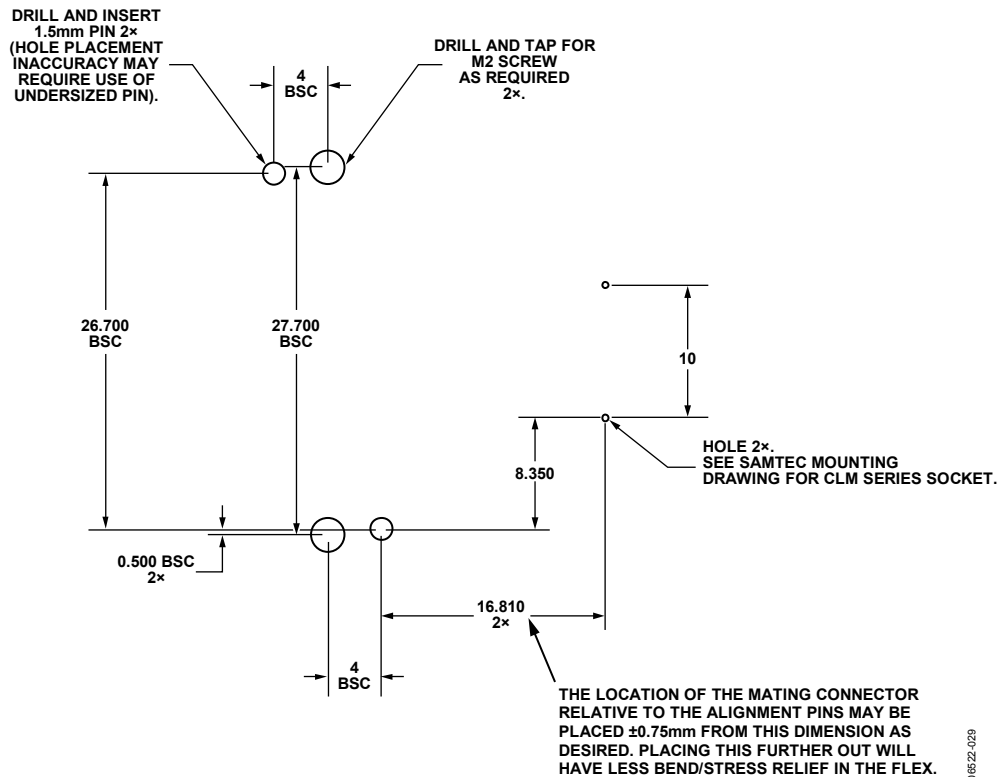 DRILL AND INSERT
1.5mm PIN 2×
(HOLE PLACEMENT
INACCURACY MAY
REQUIRE USE OF
UNDERSIZED PIN).
4
BSC
DRILL AND TAP FOR
M2 SCREW
AS REQUIRED
2×.
26.700
BSC
27.700
BSC
10
8.350
HOLE 2×.
SEE SAMTEC MOUNTING
DRAWING FOR CLM SERIES SOCKET.
0.500 BSC
2×
16.810
2×
4
BSC
THE LOCATION OF THE MATING CONNECTOR
RELATIVE TO THE ALIGNMENT PINS MAY BE
PLACED ±0.75mm FROM THIS DIMENSION AS
DESIRED. PLACING THIS FURTHER OUT WILL
HAVE LESS BEND/STRESS RELIEF IN THE FLEX.
06522-029